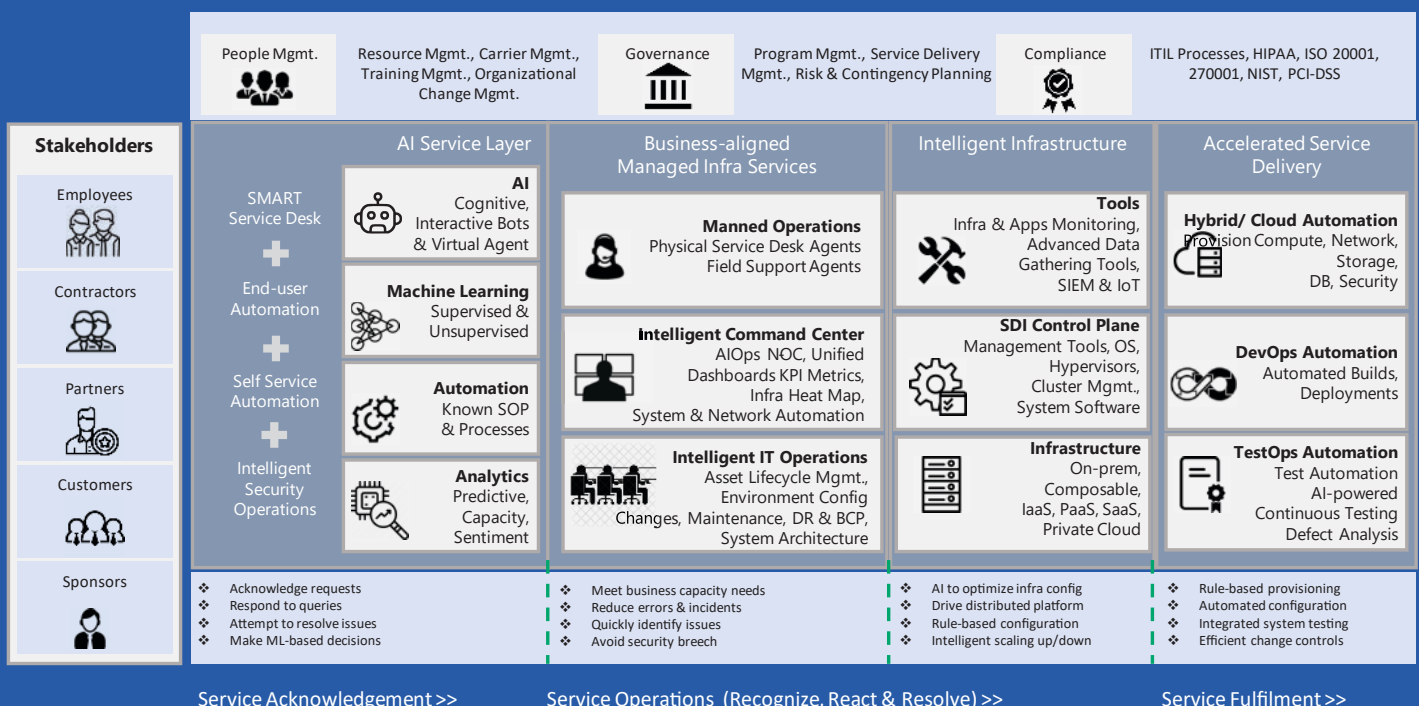 People Mgmt.
Resource Mgmt., Carrier Mgmt.,
Training Mgmt., Organizational
Change Mgmt.
Governance
Program Mgmt., Service Delivery
Mgmt., Risk & Contingency Planning
Compliance
ITIL Processes, HIPAA, ISO 20001,
270001, NIST, PCI-DSS
Stakeholders
Employees
Contractors
Partners
Customers
Sponsors
SMART
Service Desk
End-user
Automation
Self Service
Automation
Intelligent
Security
Operations
AI Service Layer
AI
Cognitive,
Interactive Bots
& Virtual Agent
Machine Learning
Supervised &
Unsupervised
Automation
Known SOP
& Processes
Analytics
Predictive,
Capacity,
Sentiment
Business-aligned
Managed Infra Services
Manned Operations
Physical Service Desk Agents
Field Support Agents
Intelligent Command Center
AIOps NOC, Unified
Dashboards KPI Metrics,
Infra Heat Map,
System & Network Automation
Intelligent IT Operations
Asset Lifecycle Mgmt.,
Environment Config
Changes, Maintenance, DR & BCP,
System Architecture
Intelligent Infrastructure
Tools
Infra & Apps Monitoring,
Advanced Data
Gathering Tools,
SIEM & IoT
SDI Control Plane
Management Tools, OS,
Hypervisors,
Cluster Mgmt.,
System Software
Infrastructure
On-prem,
Composable,
IaaS, PaaS, SaaS,
Private Cloud
Accelerated Service
Delivery
Hybrid/ Cloud Automation
Provision Compute, Network,
Storage,
DB, Security
DevOps Automation
Automated Builds,
Deployments
TestOps Automation
Test Automation
AI-powered
Continuous Testing
Defect Analysis
❖ Acknowledge requests
❖ Respond to queries
❖ Attempt to resolve issues
❖ Make ML-based decisions
❖ Meet business capacity needs
❖ Reduce errors & incidents
❖ Quickly identify issues
❖ Avoid security breech
❖ AI to optimize infra config
❖ Drive distributed platform
❖ Rule-based configuration
❖ Intelligent scaling up/down
❖ Rule-based provisioning
❖ Automated configuration
❖ Integrated system testing
❖ Efficient change controls
Service Acknowledgement >>
Service Operations (Recognize, React & Resolve) >>
Service Fulfilment >>